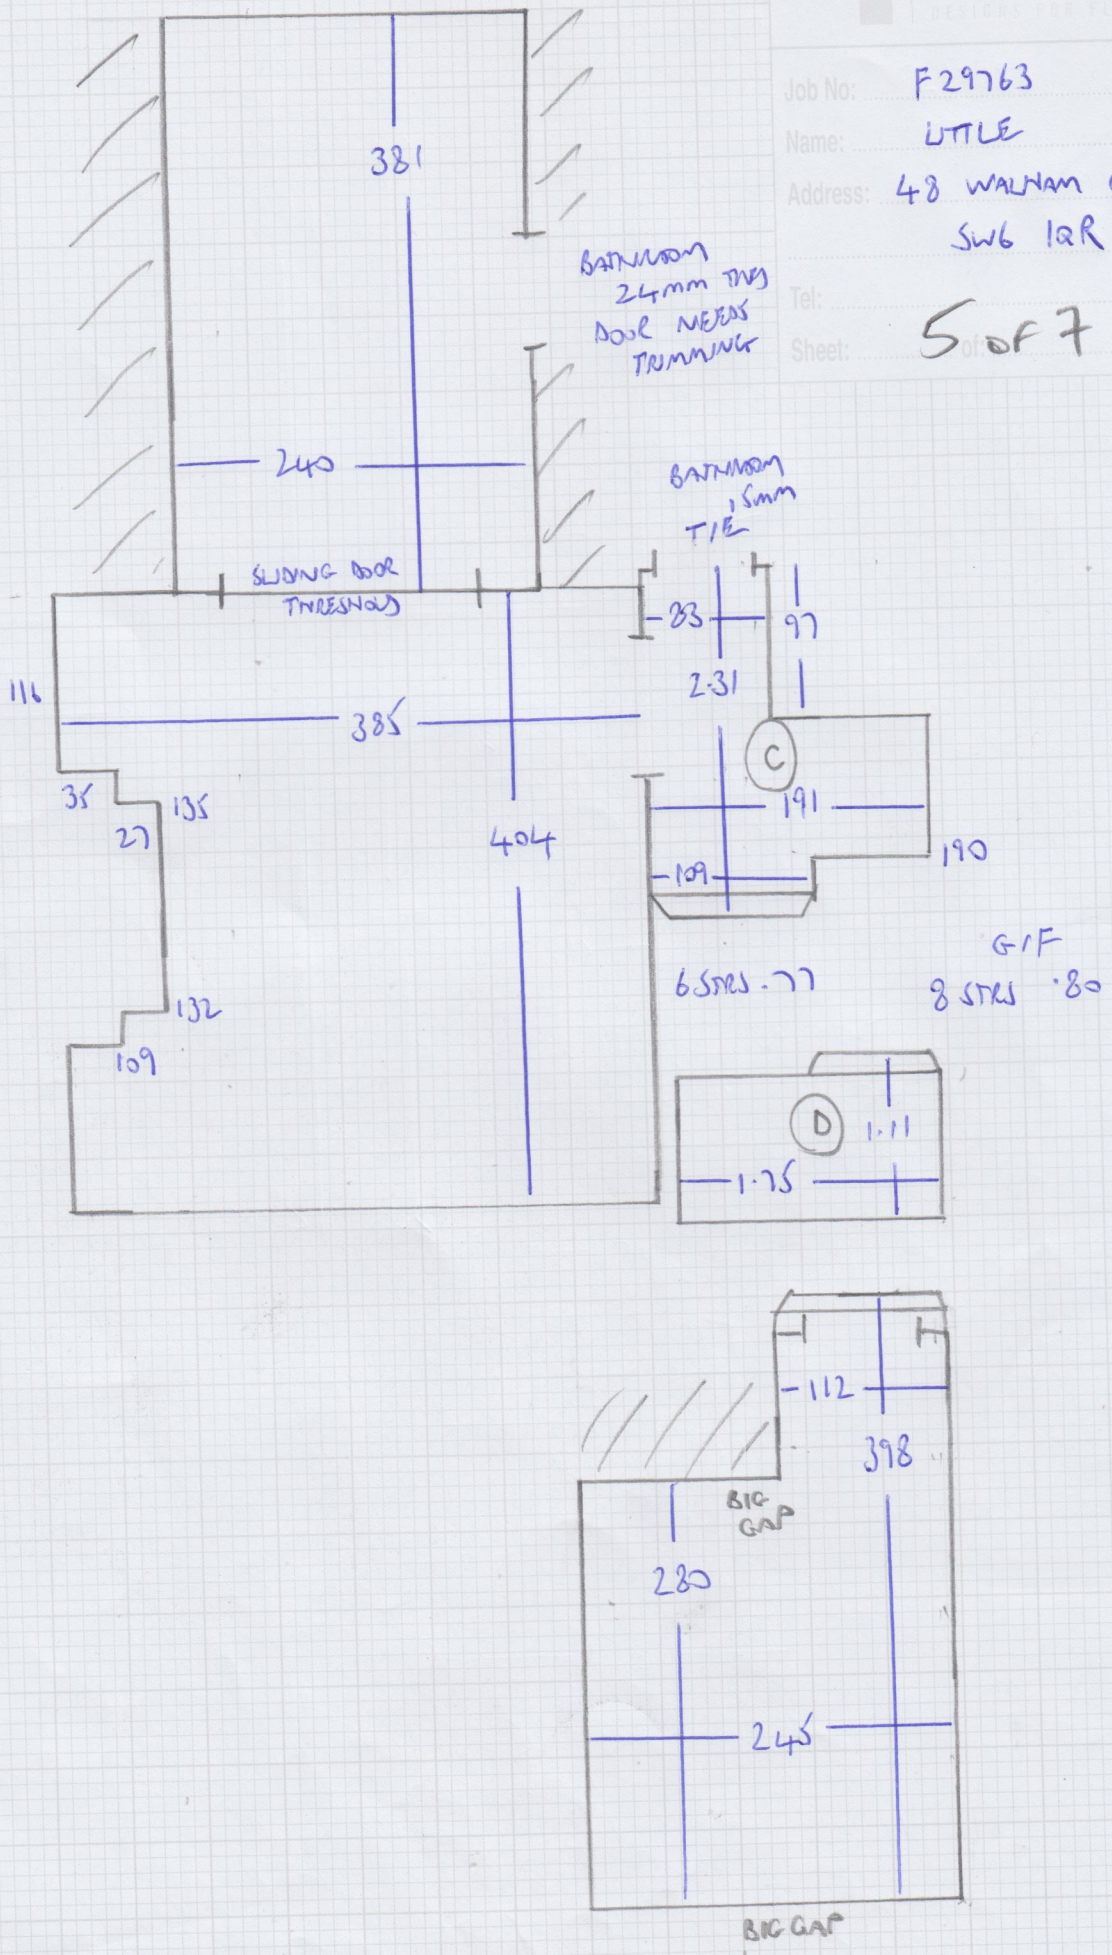 DESIGNS FOR
Job No: F29763
Name: LITTLE
Address: 48 WALHAM
SW6 1QR
Tel:
Sheet: 5 OF 7
381
BATHROOM
24mm
DOOR NEEDS
TRIMMING
240
BATHROOM
15mm
T/E
SLIDING DOOR
THRESHOLD
83
97
116
2.31
385
C
35
135
191
27
404
109
190
G/F
6 STRS .77
8 STRS .80
132
109
D
1.11
1.75
112
398
BIG
GAP
280
245
BIG GAP